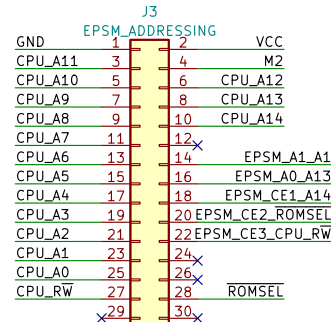 J3
EPSM_ADDRESSING
GND 1 2 VCC
CPU_A11 3 4 M2
CPU_A10 5 6 CPU_A12
CPU_A9 7 8 CPU_A13
CPU_A8 9 10 CPU_A14
CPU_A7 11 12
CPU_A6 13 14 EPSM_A1_A1
CPU_A5 15 16 EPSM_A0_A13
CPU_A4 17 18 EPSM_CE1_A14
CPU_A3 19 20 EPSM_CE2_R̅O̅M̅S̅E̅L̅
CPU_A2 21 22 EPSM_CE3_CPU_RW̅
CPU_A1 23 24
CPU_A0 25 26
CPU_RW̅ 27 28 R̅O̅M̅S̅E̅L̅
29 30